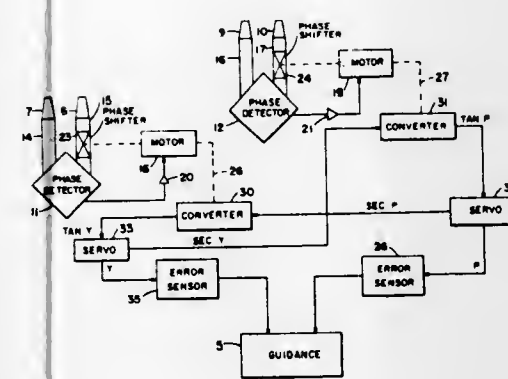 9
10
PHASE
SHIFTER
16
17
24
MOTOR
27
PHASE
DETECTOR
12
19
21
31
CONVERTER
TAN P
7
6
15
PHASE
SHIFTER
14
23
MOTOR
26
PHASE
DETECTOR
11
20
30
CONVERTER
SEC P
SERVO
TAN Y
33
SERVO
SEC Y
Y
ERROR
SENSOR
35
ERROR
SENSOR
P
5
GUIDANCE